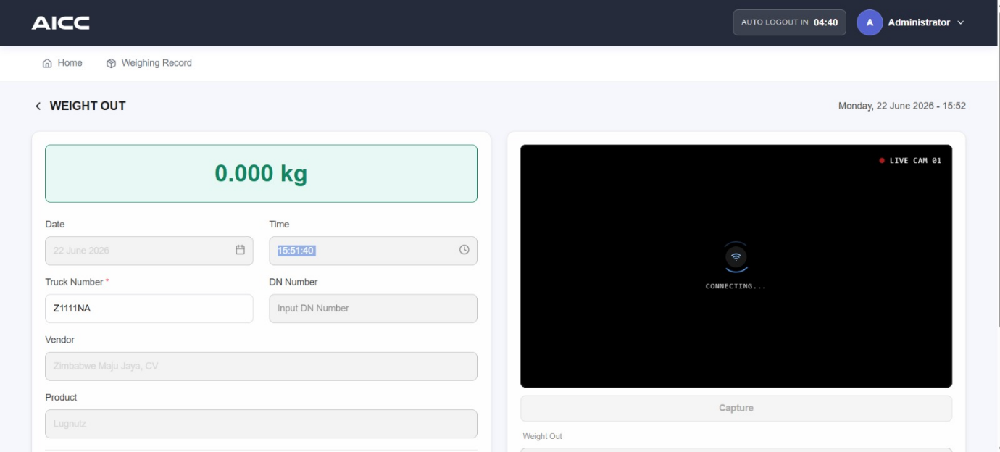 AICC
AUTO LOGOUT IN 04:40
A
Administrator
Home
Weighing Record
WEIGHT OUT
Monday, 22 June 2026 - 15:52
0.000 kg
Date
Time
22 June 2026
15:51:40
Truck Number *
DN Number
Z1111NA
Input DN Number
Vendor
Zimbabwe Maju Jaya, CV
Product
Lugnutz
LIVE CAM 01
CONNECTING...
Capture
Weight Out